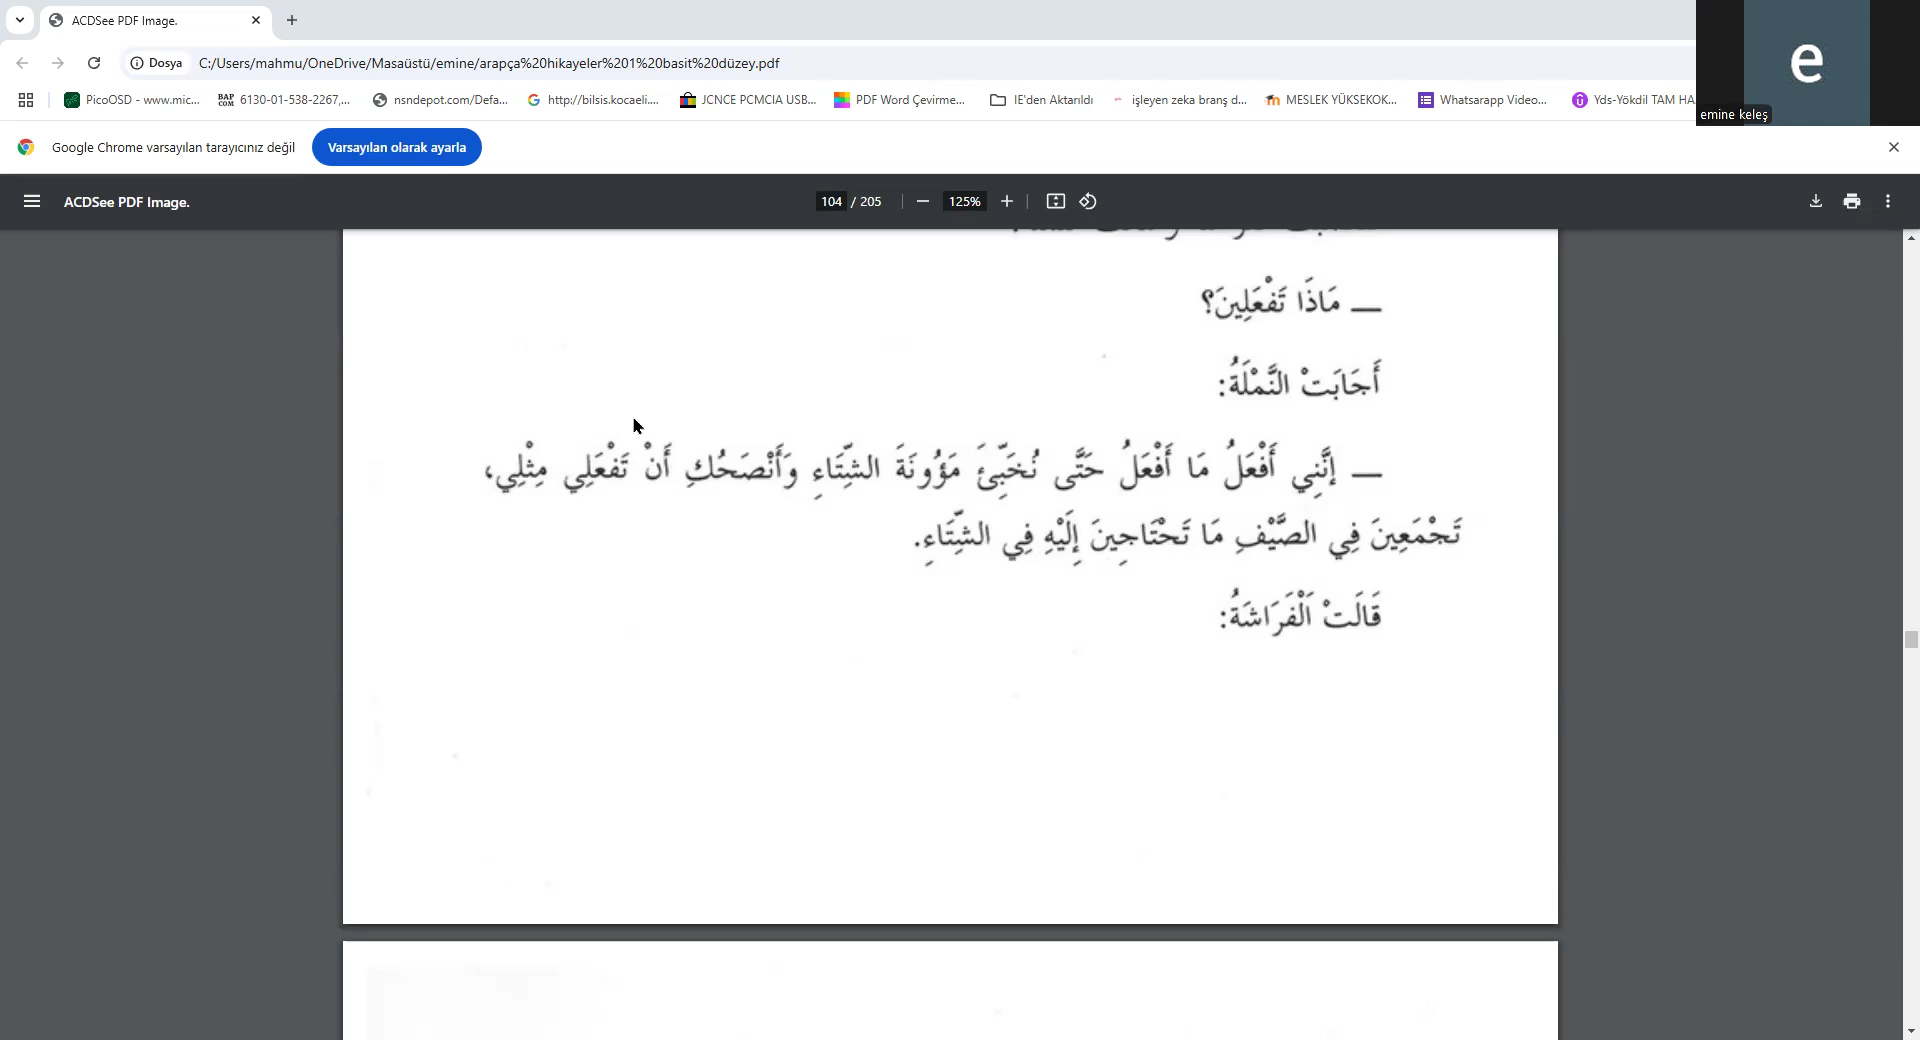 ACDSee PDF Image.
Dosya
C:/Users/mahmu/OneDrive/Masaüstü/emine/arapça%20hikayeler%201%20basit%20düzey.pdf
PicoOSD - www.mic...
BAP COM
6130-01-538-2267,...
nsndepot.com/Defa...
http://bilsis.kocaeli....
JCNCE PCMCIA USB...
PDF Word Çevirme...
IE'den Aktarıldı
işleyen zeka branş d...
MESLEK YÜKSEKOK...
Whatsarapp Video...
Yds-Yökdil TAM HA
e
emine keleş
Google Chrome varsayılan tarayıcınız değil
Varsayılan olarak ayarla
ACDSee PDF Image.
104 / 205
125%
— مَاذَا تَفْعَلِينَ؟
أَجَابَتْ النَّمْلَةُ:
— إِنَّنِي أَفْعَلُ مَا أَفْعَلُ حَتَّى نُخَبِّئَ مَؤُونَةَ الشِّتَاءِ وَأَنْصَحُكِ أَنْ تَفْعَلِي مِثْلِي،
تَجْمَعِينَ فِي الصَّيْفِ مَا تَحْتَاجِينَ إِلَيْهِ فِي الشِّتَاءِ.
قَالَتْ اَلْفَرَاشَةُ: